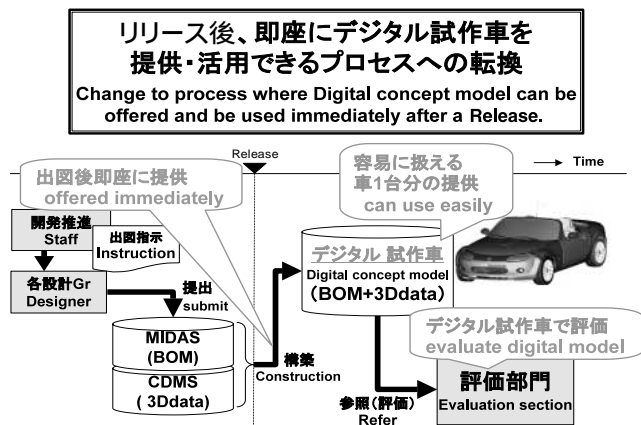 リリース後、即座にデジタル試作車を
提供・活用できるプロセスへの転換
Change to process where Digital concept model can be
offered and be used immediately after a Release.
Release
Time
出図後即座に提供
offered immediately
容易に扱える
車1台分の提供
can use easily
開発推進
Staff
出図指示
Instruction
各設計Gr
Designer
提出
submit
MIDAS
(BOM)
CDMS
( 3Ddata)
構築
Construction
デジタル 試作車
Digital concept model
(BOM+3Ddata)
デジタル試作車で評価
evaluate digital model
参照(評価)
Refer
評価部門
Evaluation section